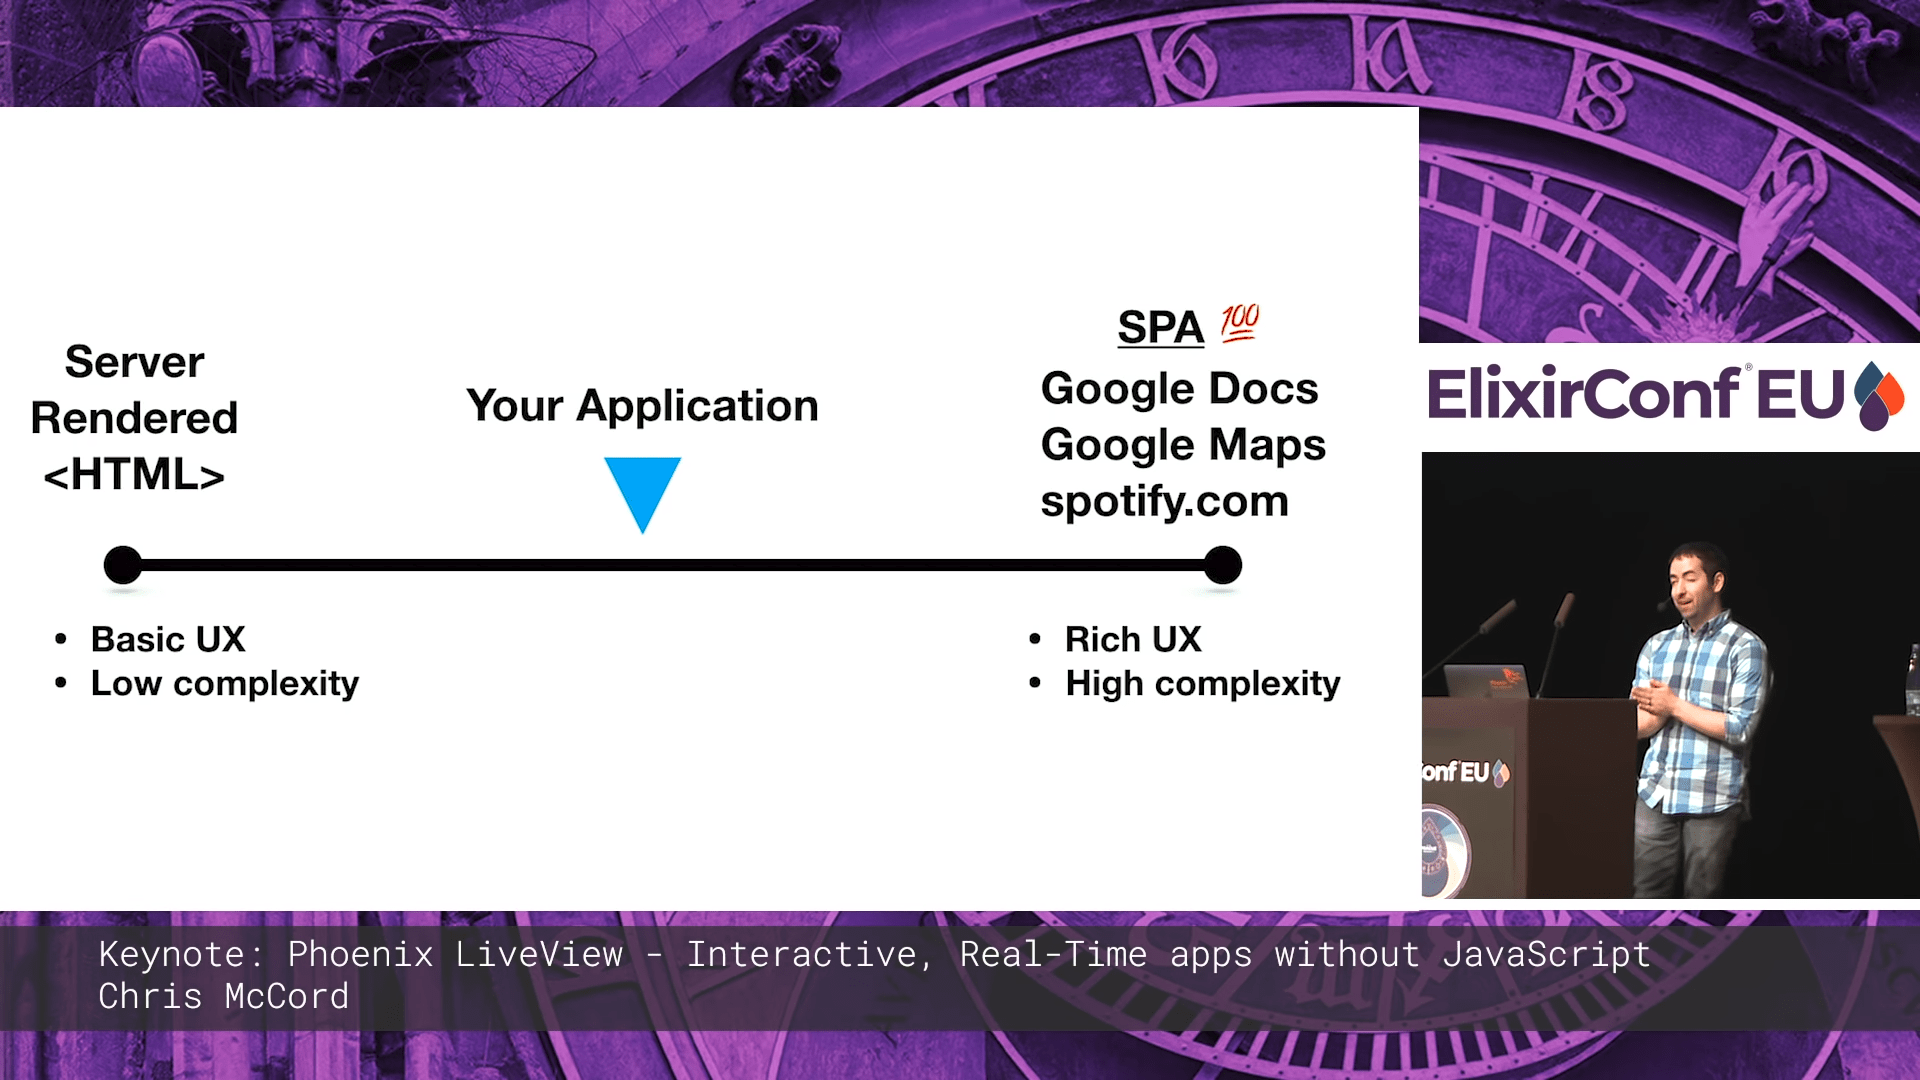 Server
Rendered
<HTML>
Your Application
SPA 💯
Google Docs
Google Maps
spotify.com
• Basic UX
• Low complexity
• Rich UX
• High complexity
ElixirConf® EU
onf EU
Keynote: Phoenix LiveView - Interactive, Real-Time apps without JavaScript
Chris McCord